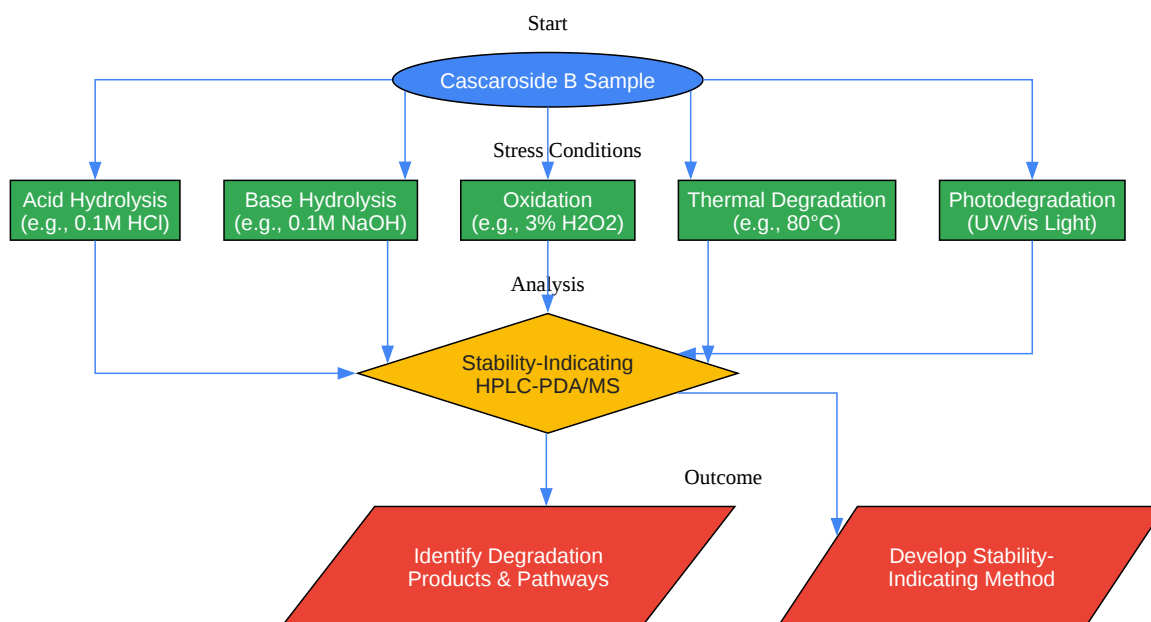 Start
Cascaroside B Sample
Stress Conditions
Acid Hydrolysis
(e.g., 0.1M HCl)
Base Hydrolysis
(e.g., 0.1M NaOH)
Oxidation
(e.g., 3% H2O2)
Thermal Degradation
(e.g., 80°C)
Photodegradation
(UV/Vis Light)
Analysis
Stability-Indicating
HPLC-PDA/MS
Outcome
Identify Degradation
Products & Pathways
Develop Stability-
Indicating Method